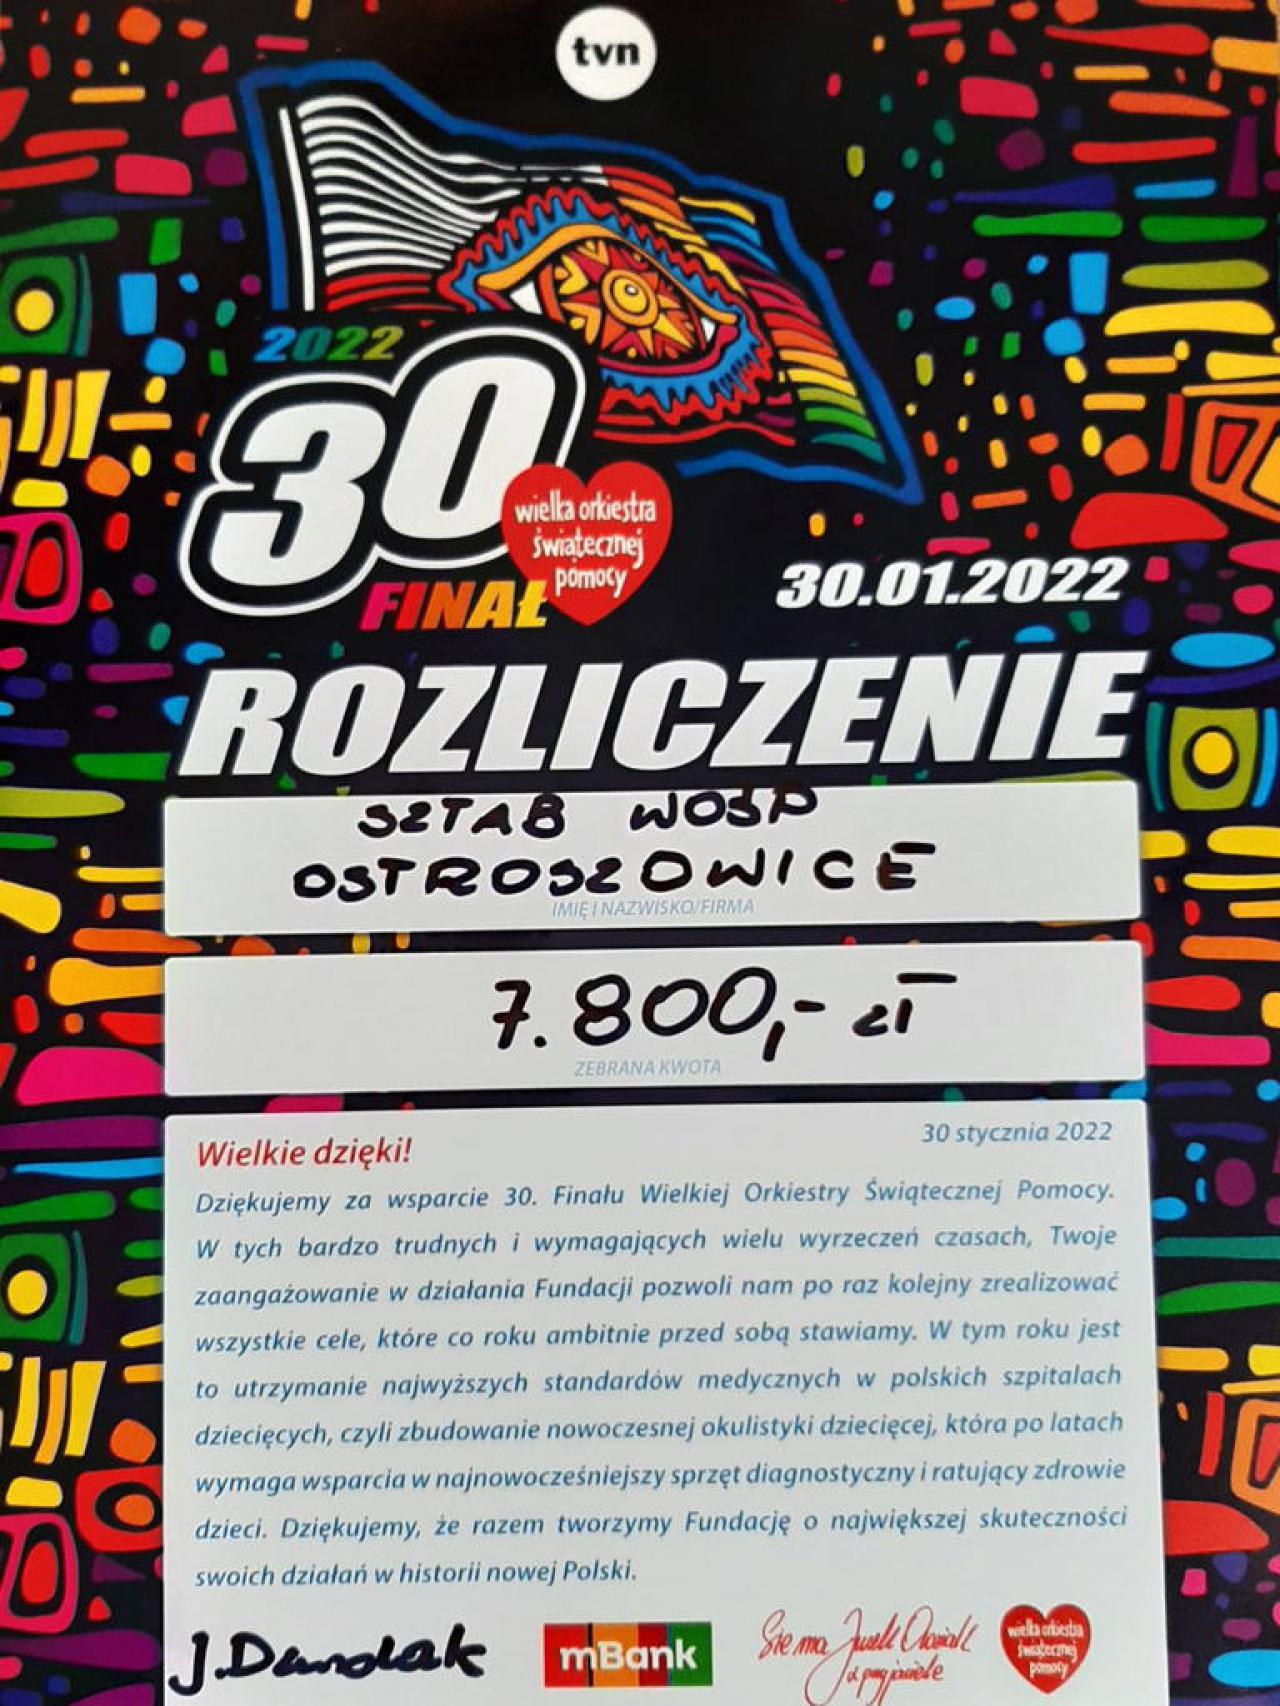 tvn
2022
30
FINAŁ
wielka orkiestra
świątecznej
pomocy
30.01.2022
ROZLICZENIE
SZTAB WOŚP
OSTROSZOWICE
IMIĘ I NAZWISKO/FIRMA
7.800,- zł
ZEBRANA KWOTA
Wielkie dzięki!
30 stycznia 2022
Dziękujemy za wsparcie 30. Finału Wielkiej Orkiestry Świątecznej Pomocy.
W tych bardzo trudnych i wymagających wielu wyrzeczeń czasach, Twoje
zaangażowanie w działania Fundacji pozwoli nam po raz kolejny zrealizować
wszystkie cele, które co roku ambitnie przed sobą stawiamy. W tym roku jest
to utrzymanie najwyższych standardów medycznych w polskich szpitalach
dziecięcych, czyli zbudowanie nowoczesnej okulistyki dziecięcej, która po latach
wymaga wsparcia w najnowocześniejszy sprzęt diagnostyczny i ratujący zdrowie
dzieci. Dziękujemy, że razem tworzymy Fundację o największej skuteczności
swoich działań w historii nowej Polski.
J.Dandak
mBank
Sie ma Jurek Owsiak
z przyjaciele
wielka orkiestra
świątecznej
pomocy